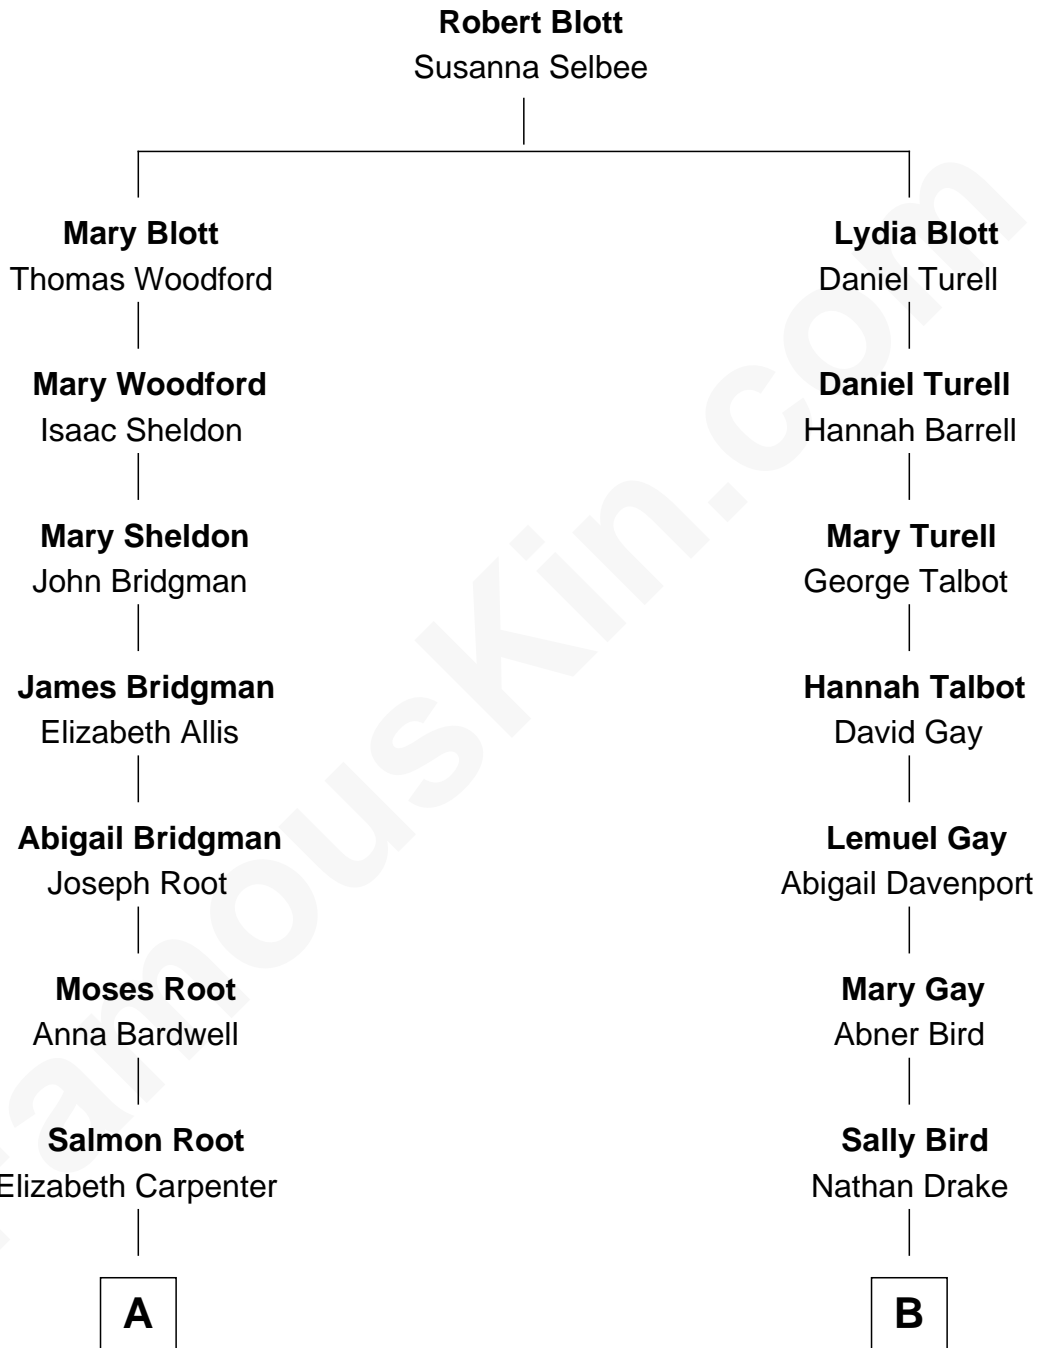 Robert Blott
Susanna Selbee
Mary Blott
Thomas Woodford
Lydia Blott
Daniel Turell
Mary Woodford
Isaac Sheldon
Daniel Turell
Hannah Barrell
Mary Sheldon
John Bridgman
Mary Turell
George Talbot
James Bridgman
Elizabeth Allis
Hannah Talbot
David Gay
Abigail Bridgman
Joseph Root
Lemuel Gay
Abigail Davenport
Moses Root
Anna Bardwell
Mary Gay
Abner Bird
Salmon Root
Elizabeth Carpenter
Sally Bird
Nathan Drake
A
B
FamousKin.com